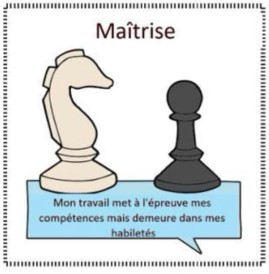 Maîtrise
Mon travail met à l'épreuve mes
compétences mais demeure dans mes
habiletés